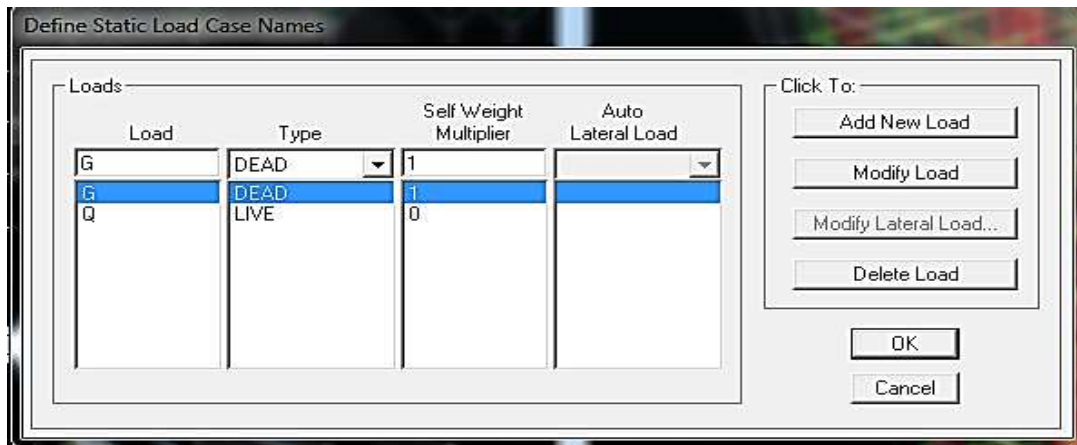 Define Static Load Case Names
Loads
Load Type Self Weight Multiplier Auto Lateral Load
G DEAD 1
G DEAD 1
Q LIVE 0
Click To:
Add New Load
Modify Load
Modify Lateral Load...
Delete Load
OK
Cancel